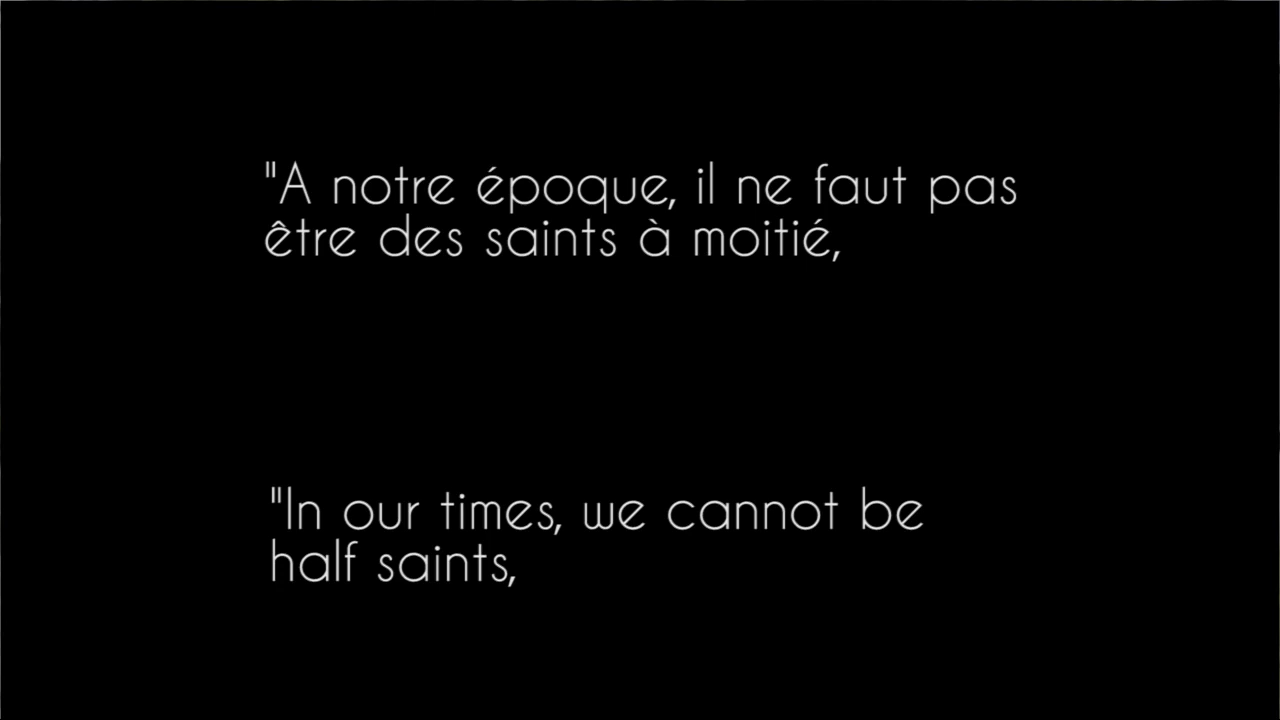 "A notre époque, il ne faut pas
être des saints à moitié,
"In our times, we cannot be
half saints,